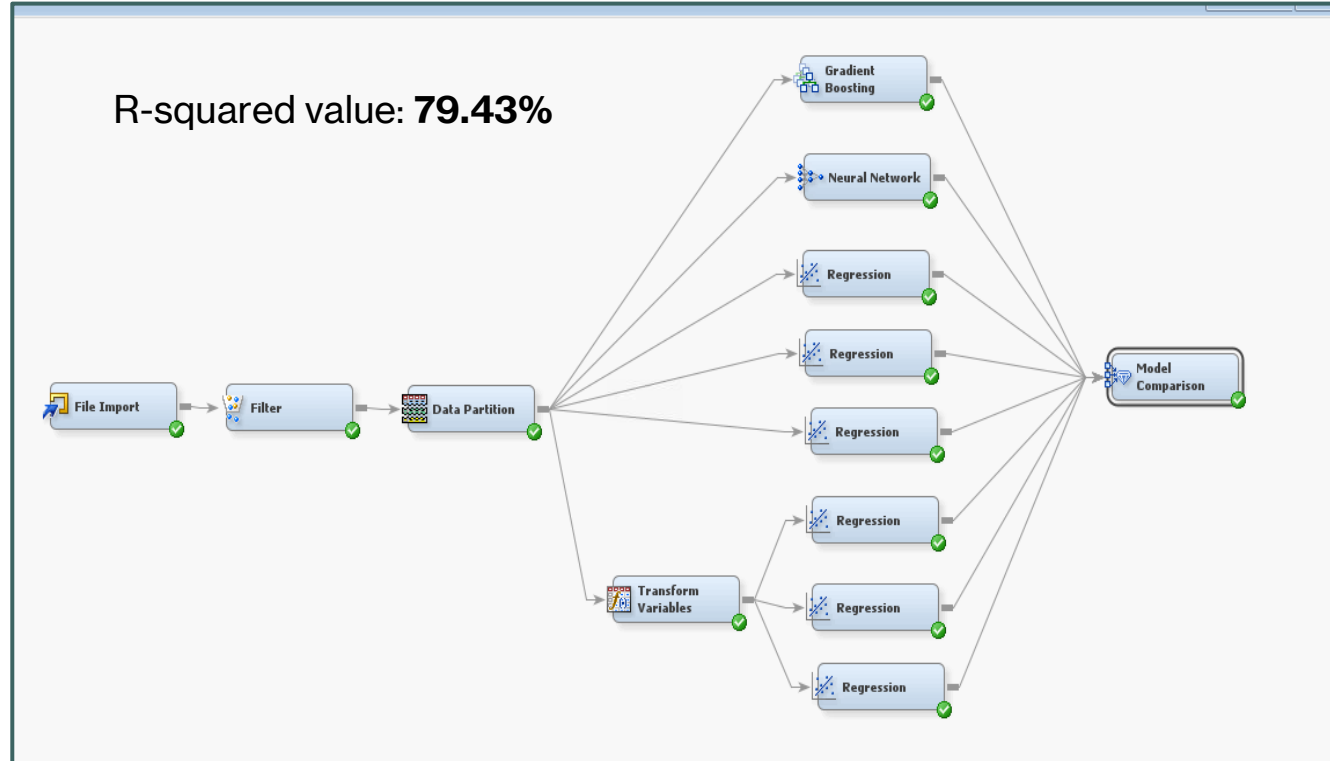 R-squared value: 79.43%
Gradient
Boosting
Neural Network
Regression
Regression
Regression
File Import
Filter
Data Partition
Model
Comparison
Regression
Transform
Variables
Regression
Regression